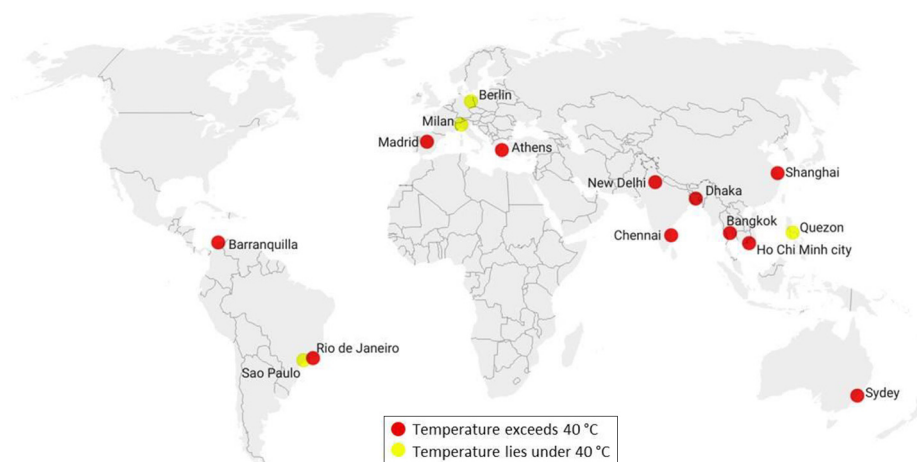 Berlin
Milan
Madrid
Athens
New Delhi
Shanghai
Dhaka
Bangkok
Quezon
Chennai
Ho Chi Minh city
Barranquilla
Rio de Janeiro
Sao Paulo
Sydey
Temperature exceeds 40 °C
Temperature lies under 40 °C